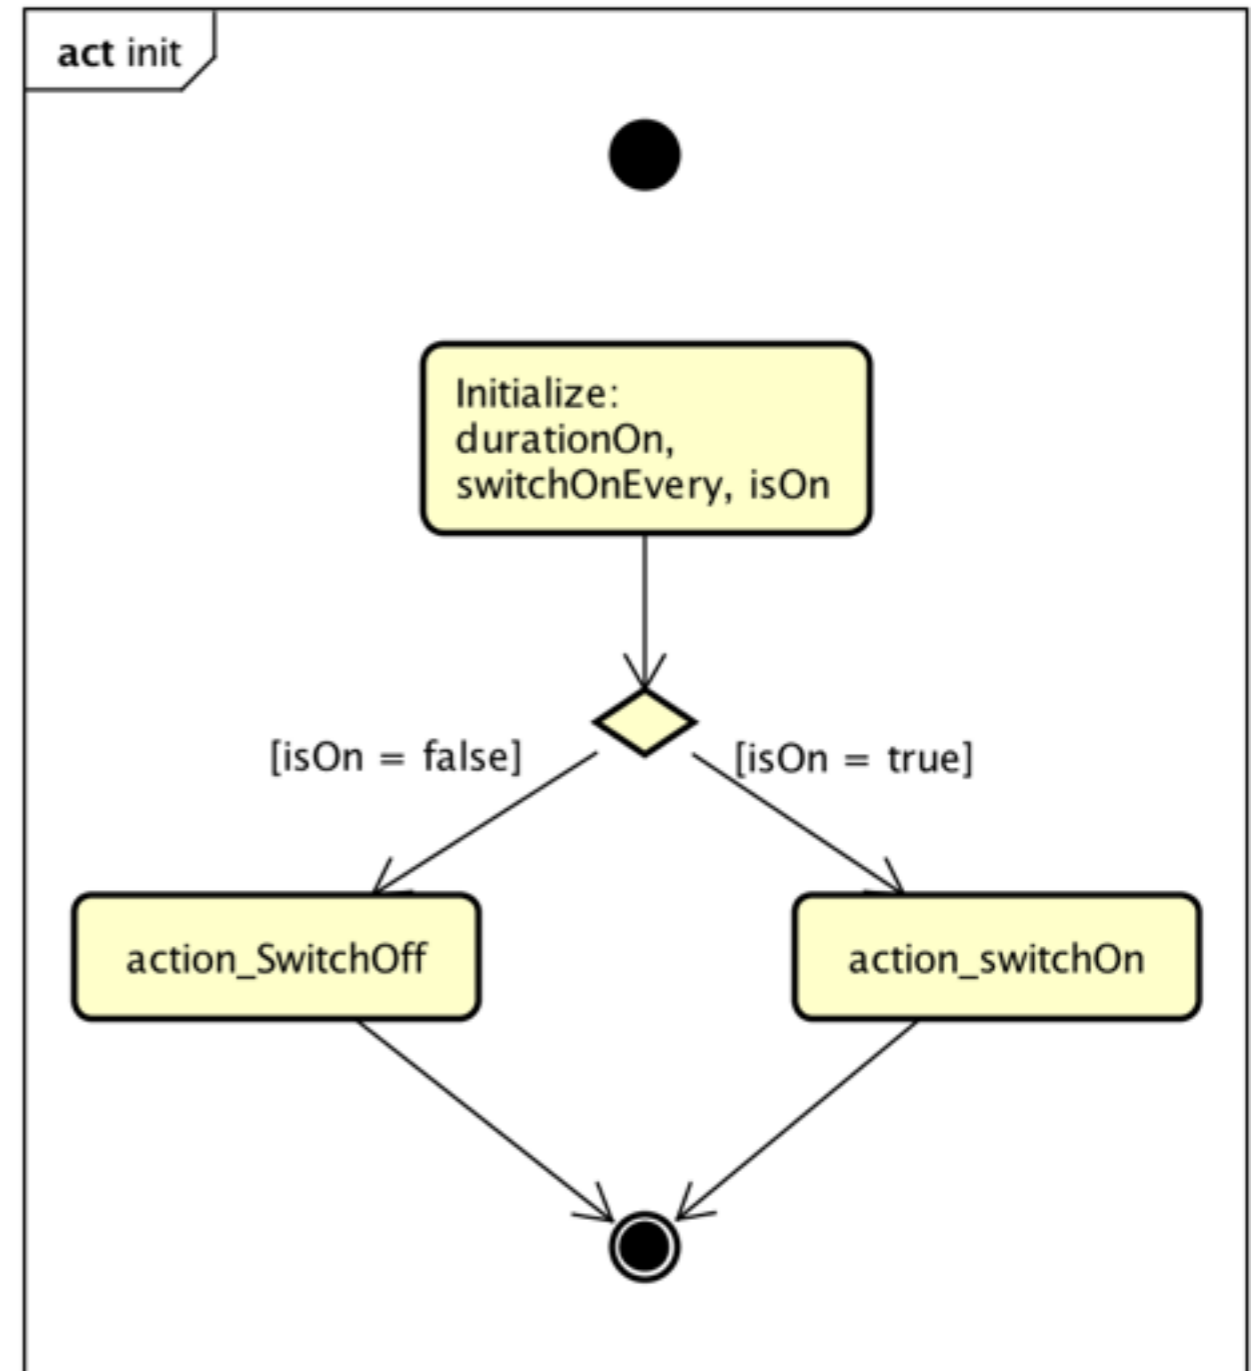 act init
Initialize:
durationOn,
switchOnEvery, isOn
[isOn = false]
[isOn = true]
action_SwitchOff
action_switchOn